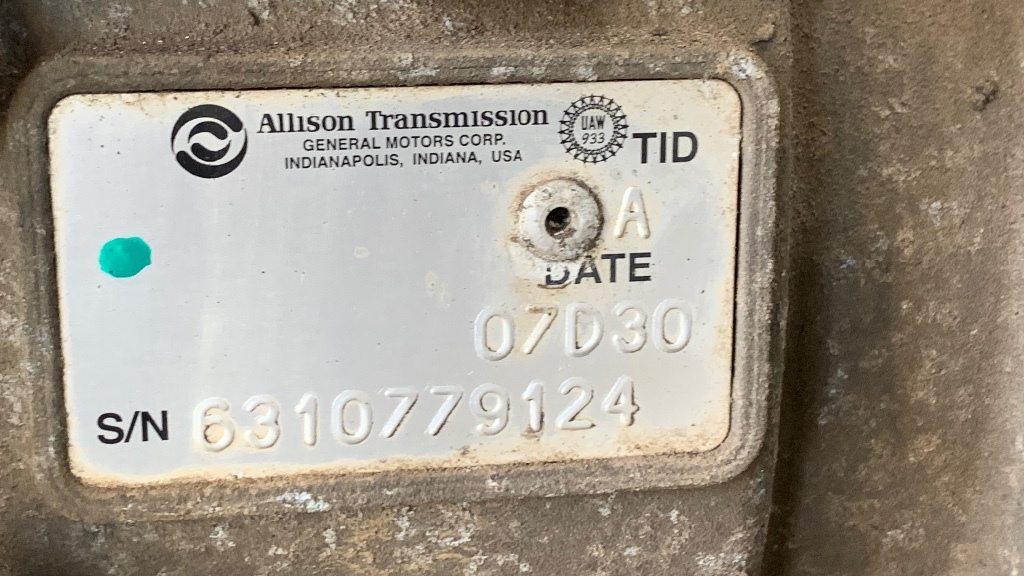 Allison Transmission
GENERAL MOTORS CORP.
INDIANAPOLIS, INDIANA, USA
UAW
933
TID
A
DATE
07D30
S/N 6310779124